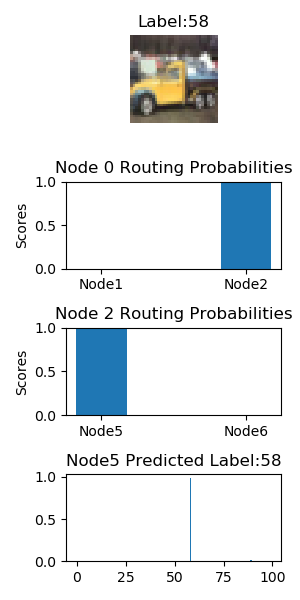 Label:58
Node 0 Routing Probabilities
1.0
0.5
0.0
Scores
Node1 Node2
Node 2 Routing Probabilities
1.0
0.5
0.0
Scores
Node5 Node6
Node5 Predicted Label:58
1.0
0.5
0.0
0 25 50 75 100